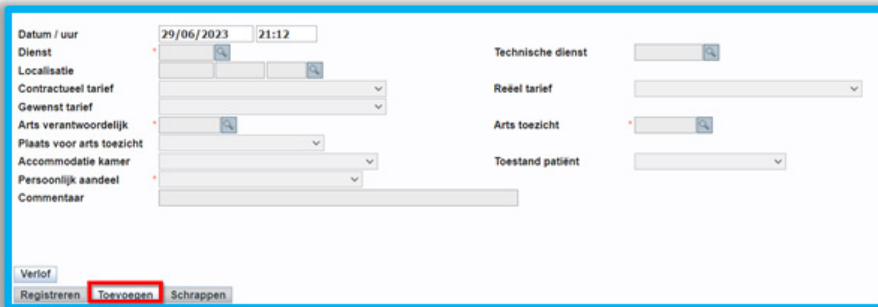 Datum / uur 29/06/2023 21:12
Dienst * Technische dienst
Localisatie
Contractueel tarief Reëel tarief
Gewenst tarief
Arts verantwoordelijk * Arts toezicht *
Plaats voor arts toezicht
Accommodatie kamer Toestand patiënt
Persoonlijk aandeel *
Commentaar
Verlof
Registreren Toevoegen Schrappen